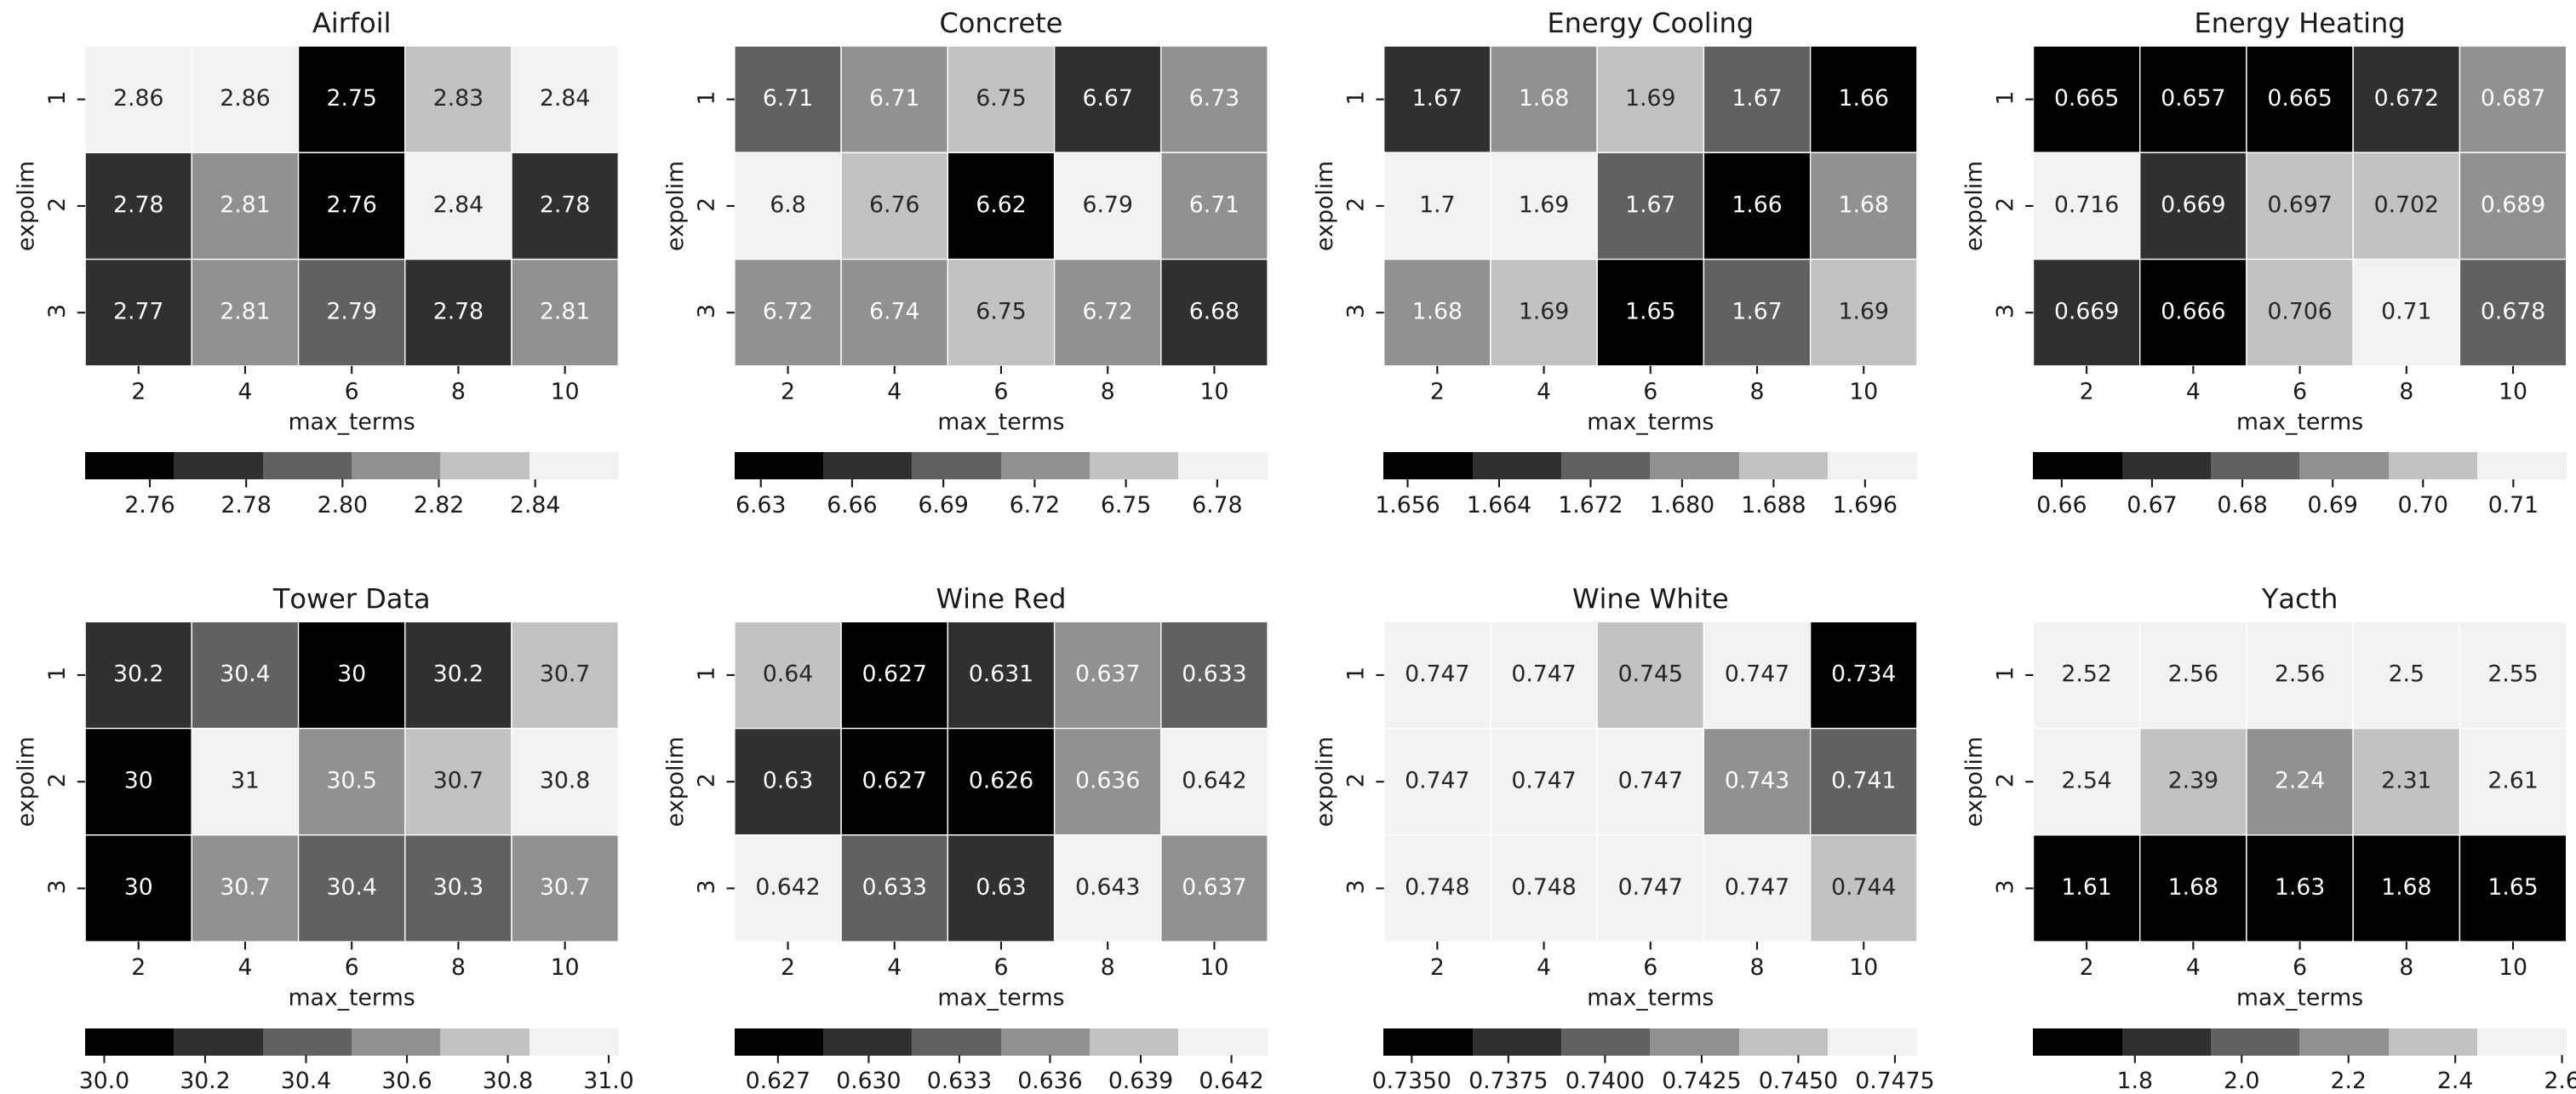 Airfoil
1 2.86 2.86 2.75 2.83 2.84
expolim
2 2.78 2.81 2.76 2.84 2.78
3 2.77 2.81 2.79 2.78 2.81
2 4 6 8 10
max_terms
2.76 2.78 2.80 2.82 2.84
Concrete
1 6.71 6.71 6.75 6.67 6.73
expolim
2 6.8 6.76 6.62 6.79 6.71
3 6.72 6.74 6.75 6.72 6.68
2 4 6 8 10
max_terms
6.63 6.66 6.69 6.72 6.75 6.78
Energy Cooling
1 1.67 1.68 1.69 1.67 1.66
expolim
2 1.7 1.69 1.67 1.66 1.68
3 1.68 1.69 1.65 1.67 1.69
2 4 6 8 10
max_terms
1.656 1.664 1.672 1.680 1.688 1.696
Energy Heating
1 0.665 0.657 0.665 0.672 0.687
expolim
2 0.716 0.669 0.697 0.702 0.689
3 0.669 0.666 0.706 0.71 0.678
2 4 6 8 10
max_terms
0.66 0.67 0.68 0.69 0.70 0.71
Tower Data
1 30.2 30.4 30 30.2 30.7
expolim
2 30 31 30.5 30.7 30.8
3 30 30.7 30.4 30.3 30.7
2 4 6 8 10
max_terms
30.0 30.2 30.4 30.6 30.8 31.0
Wine Red
1 0.64 0.627 0.631 0.637 0.633
expolim
2 0.63 0.627 0.626 0.636 0.642
3 0.642 0.633 0.63 0.643 0.637
2 4 6 8 10
max_terms
0.627 0.630 0.633 0.636 0.639 0.642
Wine White
1 0.747 0.747 0.745 0.747 0.734
expolim
2 0.747 0.747 0.747 0.743 0.741
3 0.748 0.748 0.747 0.747 0.744
2 4 6 8 10
max_terms
0.7350 0.7375 0.7400 0.7425 0.7450 0.7475
Yacth
1 2.52 2.56 2.56 2.5 2.55
expolim
2 2.54 2.39 2.24 2.31 2.61
3 1.61 1.68 1.63 1.68 1.65
2 4 6 8 10
max_terms
1.8 2.0 2.2 2.4 2.6